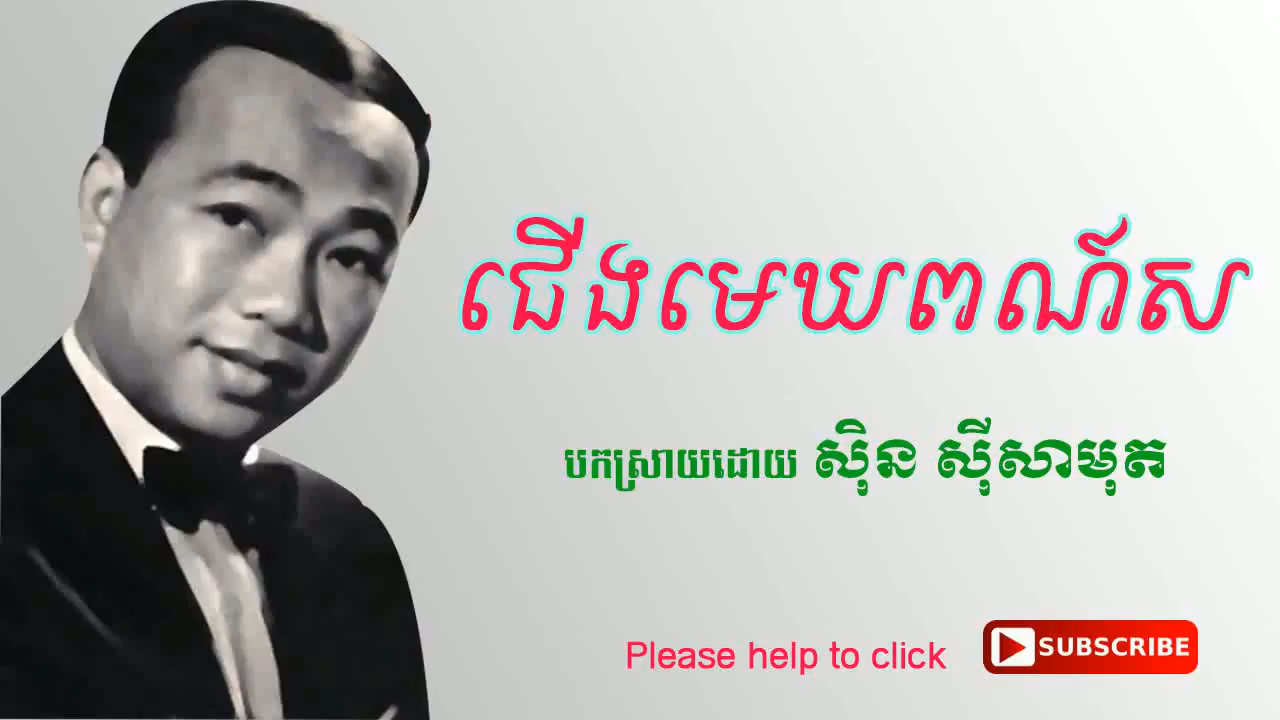 ជើងមេឃពណ៍ស
បកស្រាយដោយ ស៊ិន ស៊ីសាមុត
Please help to click
SUBSCRIBE